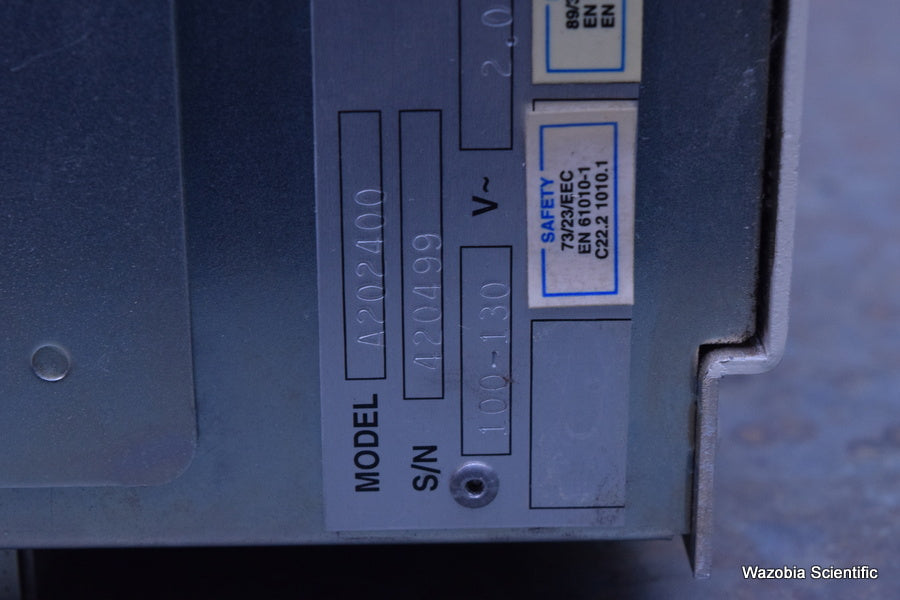 MODEL A202400
S/N 420499
100-130 V~ 2.0
SAFETY
73/23/EEC
EN 61010-1
C22.2 1010.1
89/3
EN
EN
Wazobia Scientific